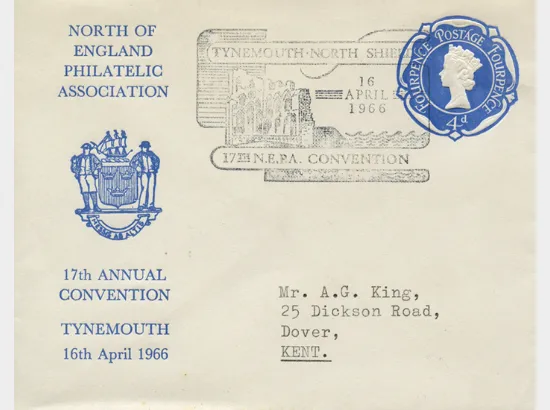 NORTH OF
ENGLAND
PHILATELIC
ASSOCIATION
TYNEMOUTH·NORTH
16
APRIL
1966
17TH N.E.P.A. CONVENTION
FOURPENCE POSTAGE FOURPENCE
4d
17th ANNUAL
CONVENTION
TYNEMOUTH
16th April 1966
Mr. A.G. King,
25 Dickson Road,
Dover,
KENT.